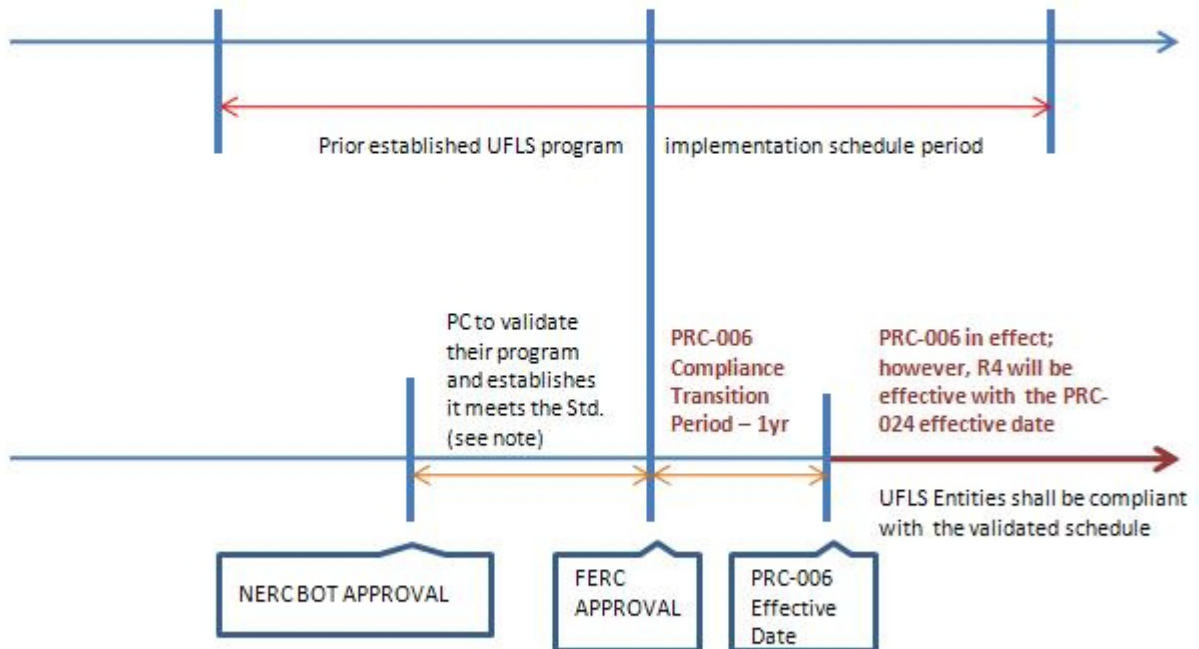 Prior established UFLS program
implementation schedule period
PC to validate
their program
and establishes
it meets the Std.
(see note)
PRC-006
Compliance
Transition
Period – 1yr
PRC-006 in effect;
however, R4 will be
effective with the PRC-
024 effective date
UFLS Entities shall be compliant
with the validated schedule
NERC BOT APPROVAL
FERC
APPROVAL
PRC-006
Effective
Date